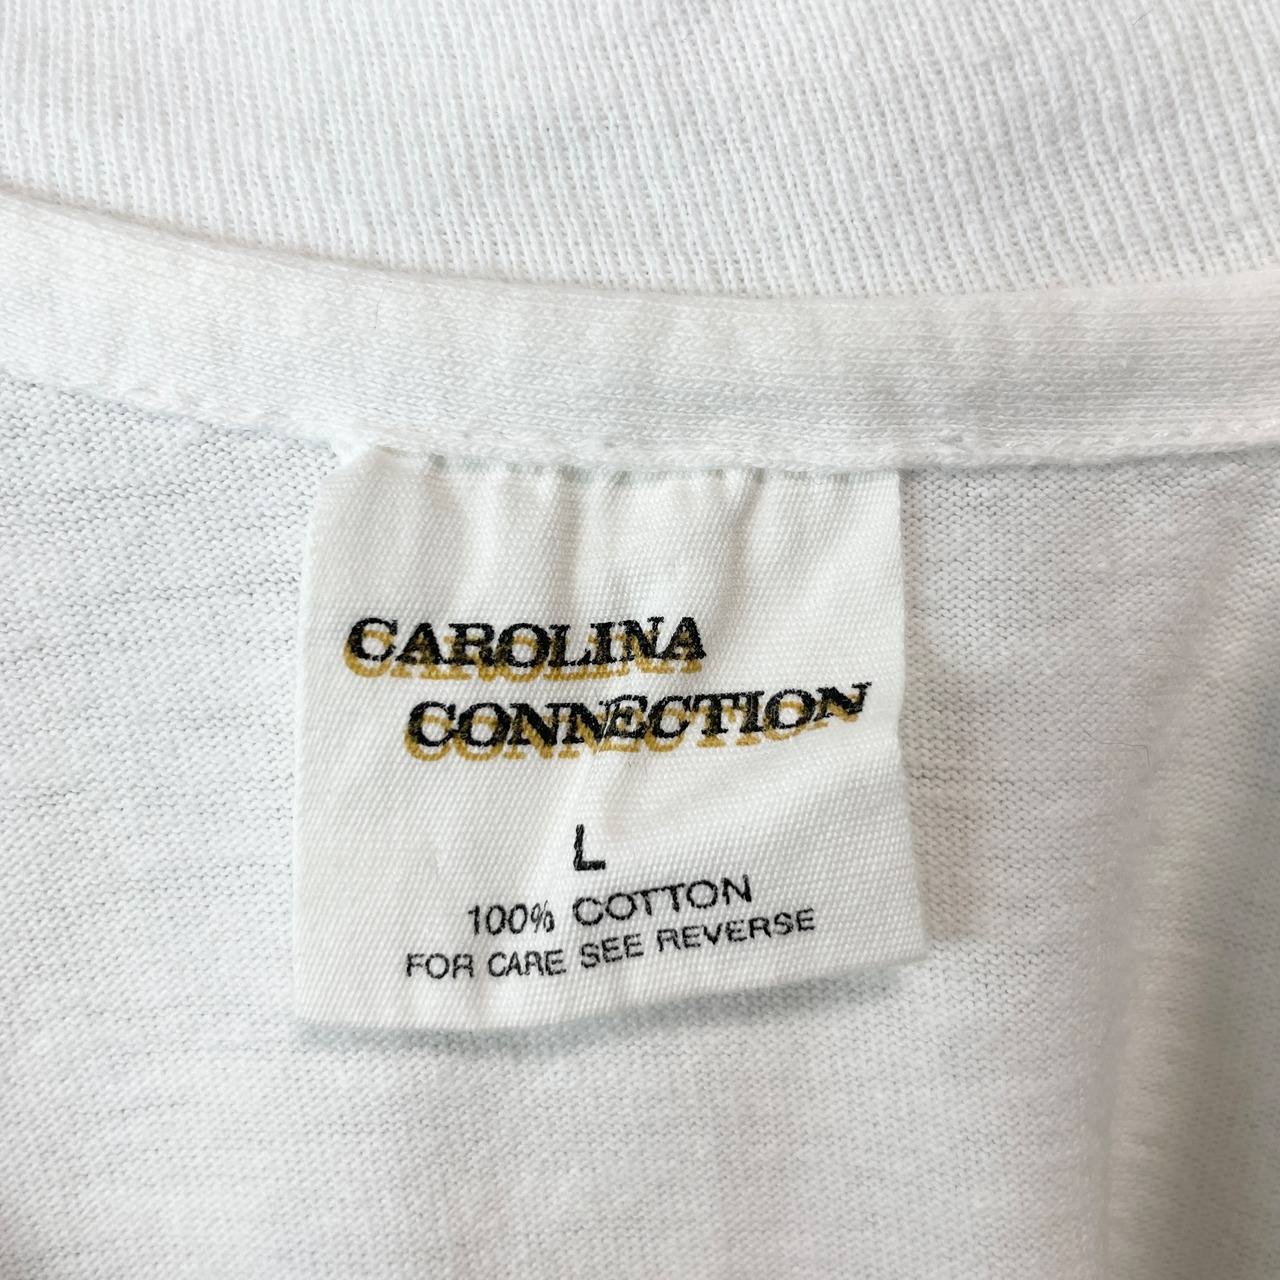 CAROLINA
CONNECTION
L
100% COTTON
FOR CARE SEE REVERSE